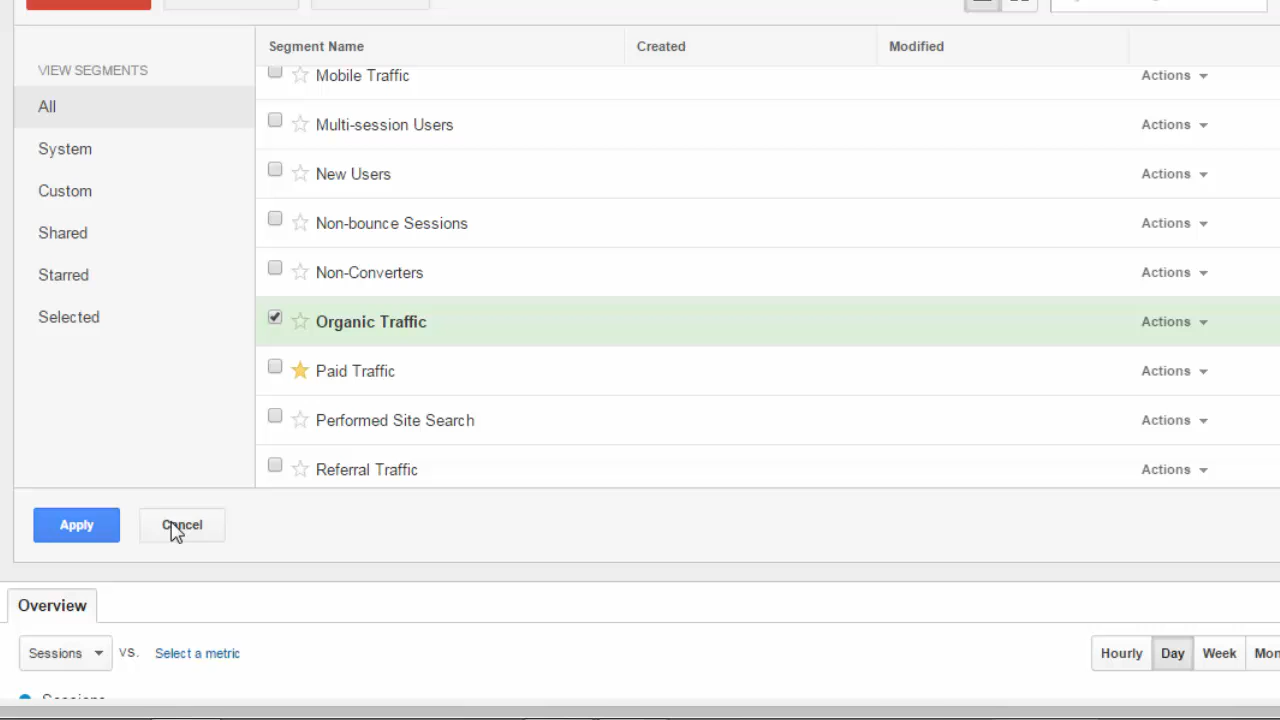 Segment Name Created Modified
VIEW SEGMENTS
All
System
Custom
Shared
Starred
Selected
Mobile Traffic Actions
Multi-session Users Actions
New Users Actions
Non-bounce Sessions Actions
Non-Converters Actions
Organic Traffic Actions
Paid Traffic Actions
Performed Site Search Actions
Referral Traffic Actions
Apply Cancel
Overview
Sessions VS. Select a metric Hourly Day Week Mon
Sessions